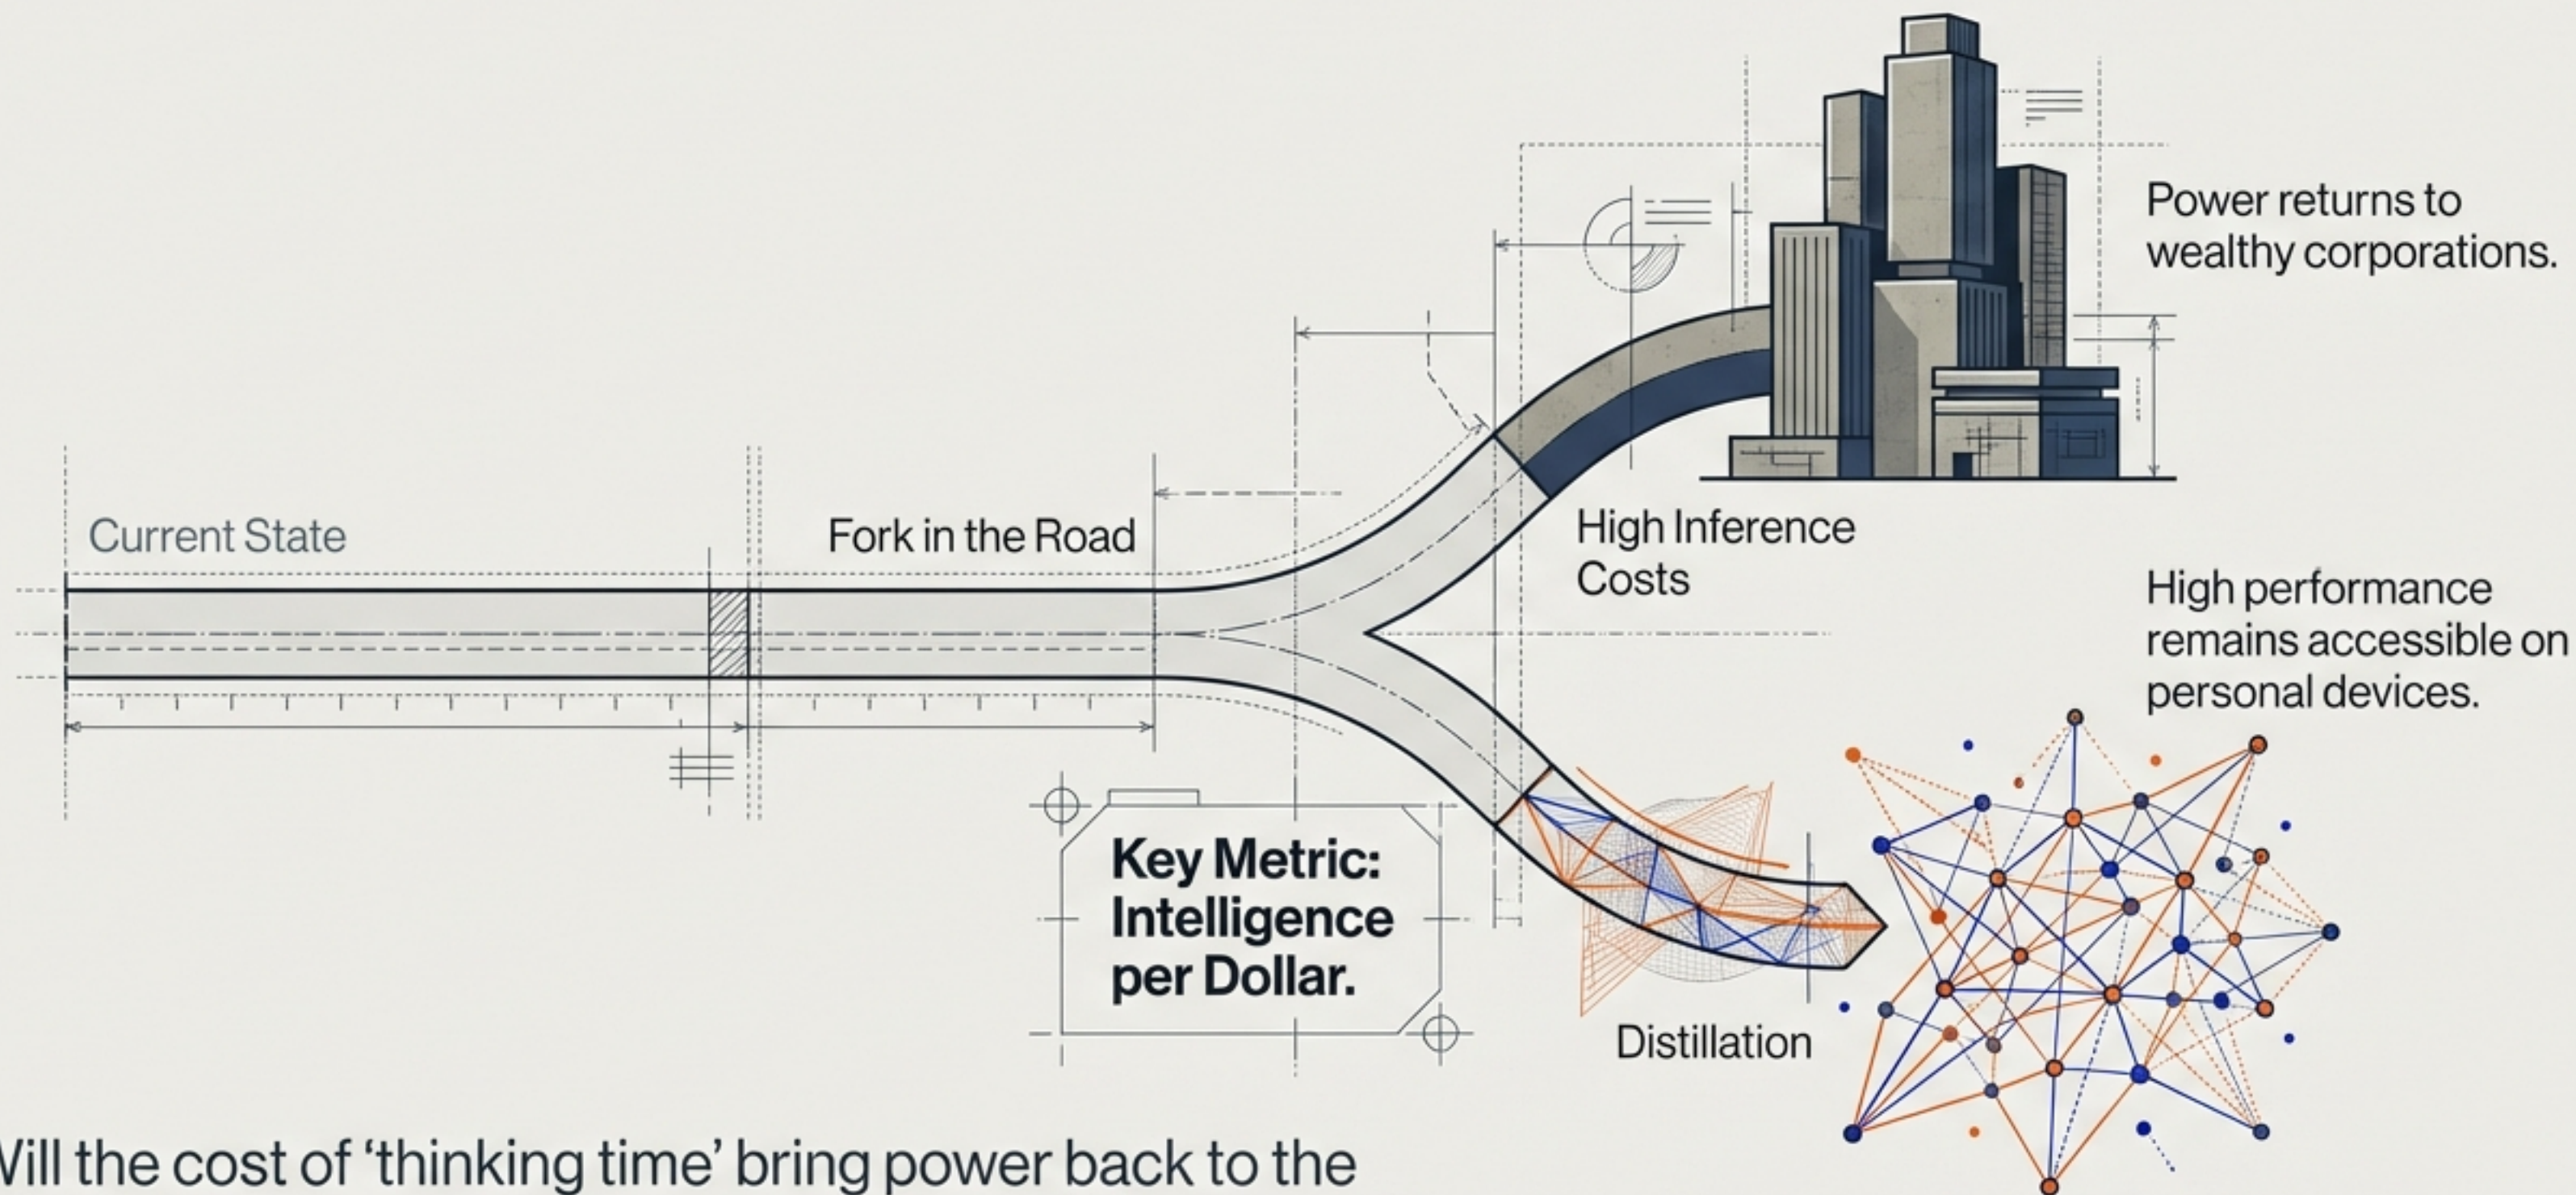 Power returns to
wealthy corporations.
Current State
Fork in the Road
High Inference
Costs
High performance
remains accessible on
personal devices.
Key Metric:
Intelligence
per Dollar.
Distillation
Will the cost of ‘thinking time’ bring power back to the